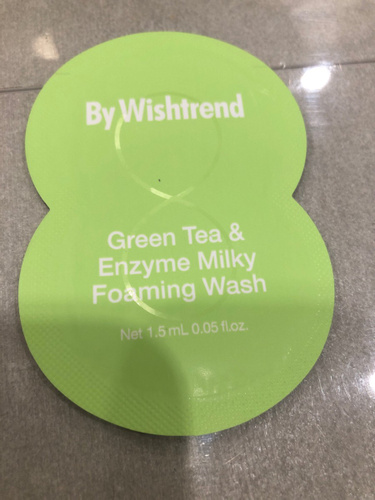 By Wishtrend
Green Tea &
Enzyme Milky
Foaming Wash
Net 1.5 mL 0.05 fl.oz.